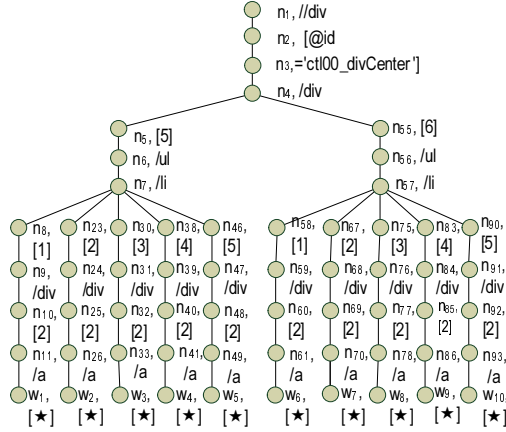 n1, //div
n2, [@id
n3,='ctl00_divCenter']
n4, /div
n5, [5] n55, [6]
n6, /ul n56, /ul
n7, /li n57, /li
n8, n23, n30, n38, n46, n58, n67, n75, n83, n90,
[1] [2] [3] [4] [5] [1] [2] [3] [4] [5]
n9, n24, n31, n39, n47, n59, n68, n76, n84, n91,
/div /div /div /div /div /div /div /div /div /div
n10, n25, n32, n40, n48, n60, n69, n77, n85, n92,
[2] [2] [2] [2] [2] [2] [2] [2] [2] [2]
n11, n26, n33, n41, n49, n61, n70, n78, n86, n93,
/a /a /a /a /a /a /a /a /a /a
w1, w2, w3, w4, w5, w6, w7, w8, w9, w10,
[★] [★] [★] [★] [★] [★] [★] [★] [★] [★]